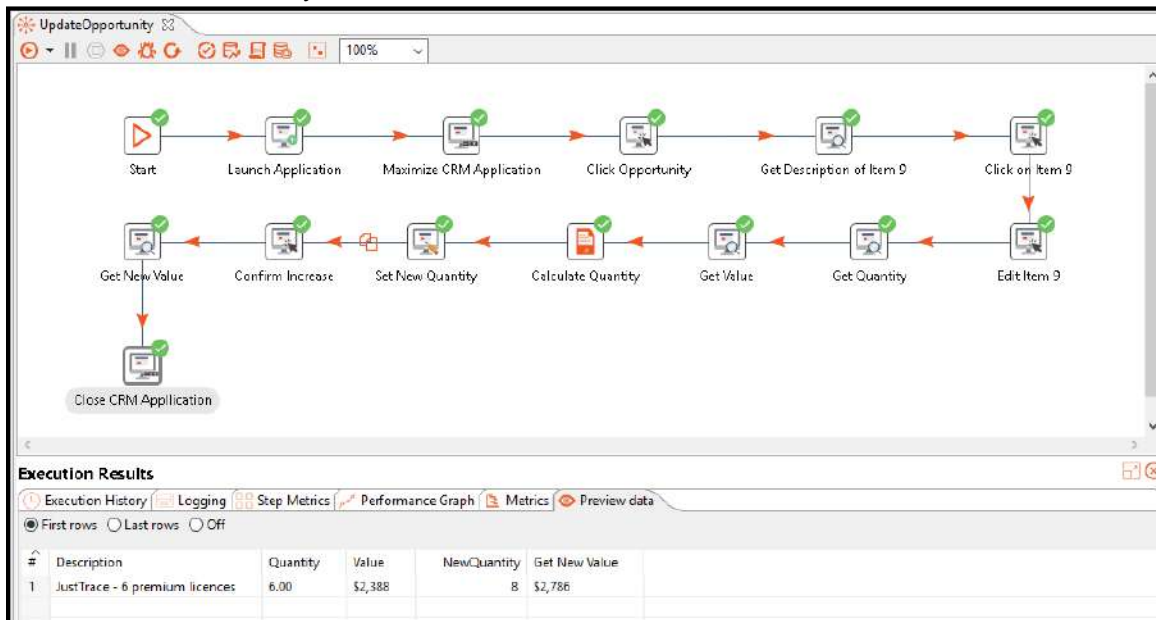 UpdateOpportunity
100%
Start
Launch Application
Maximize CRM Application
Click Opportunity
Get Description of Item 9
Click on Item 9
Get New Value
Confirm Increase
Set New Quantity
Calculate Quantity
Get Value
Get Quantity
Edit Item 9
Close CRM Appllication
Execution Results
Execution History Logging Step Metrics Performance Graph Metrics Preview data
First rows Last rows Off
# Description Quantity Value NewQuantity Get New Value
1 JustTrace - 6 premium licences 6.00 $2,388 8 $2,786